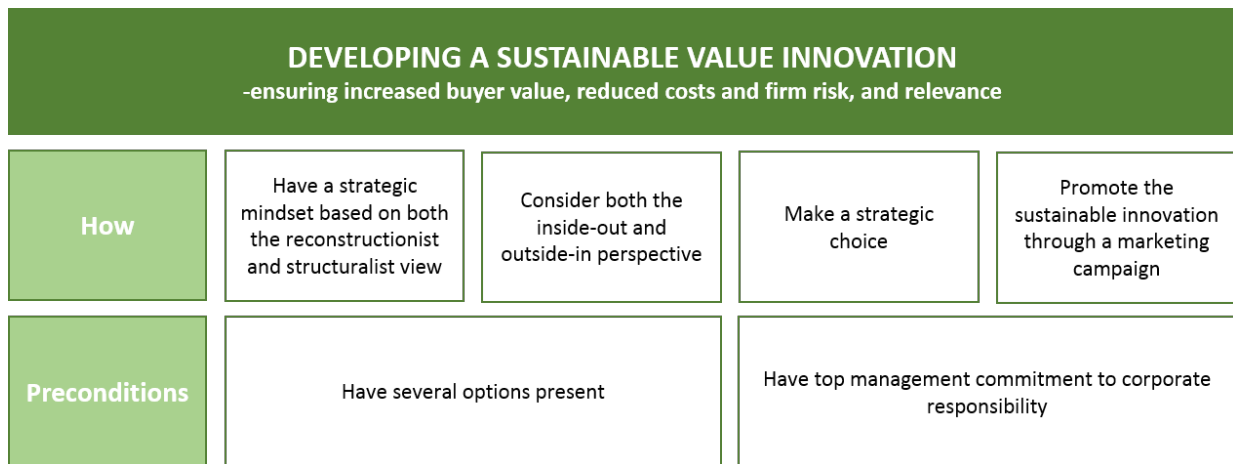 DEVELOPING A SUSTAINABLE VALUE INNOVATION
-ensuring increased buyer value, reduced costs and firm risk, and relevance
How
Have a strategic
mindset based on both
the reconstructionist
and structuralist view
Consider both the
inside-out and
outside-in perspective
Make a strategic
choice
Promote the
sustainable innovation
through a marketing
campaign
Preconditions
Have several options present
Have top management commitment to corporate
responsibility